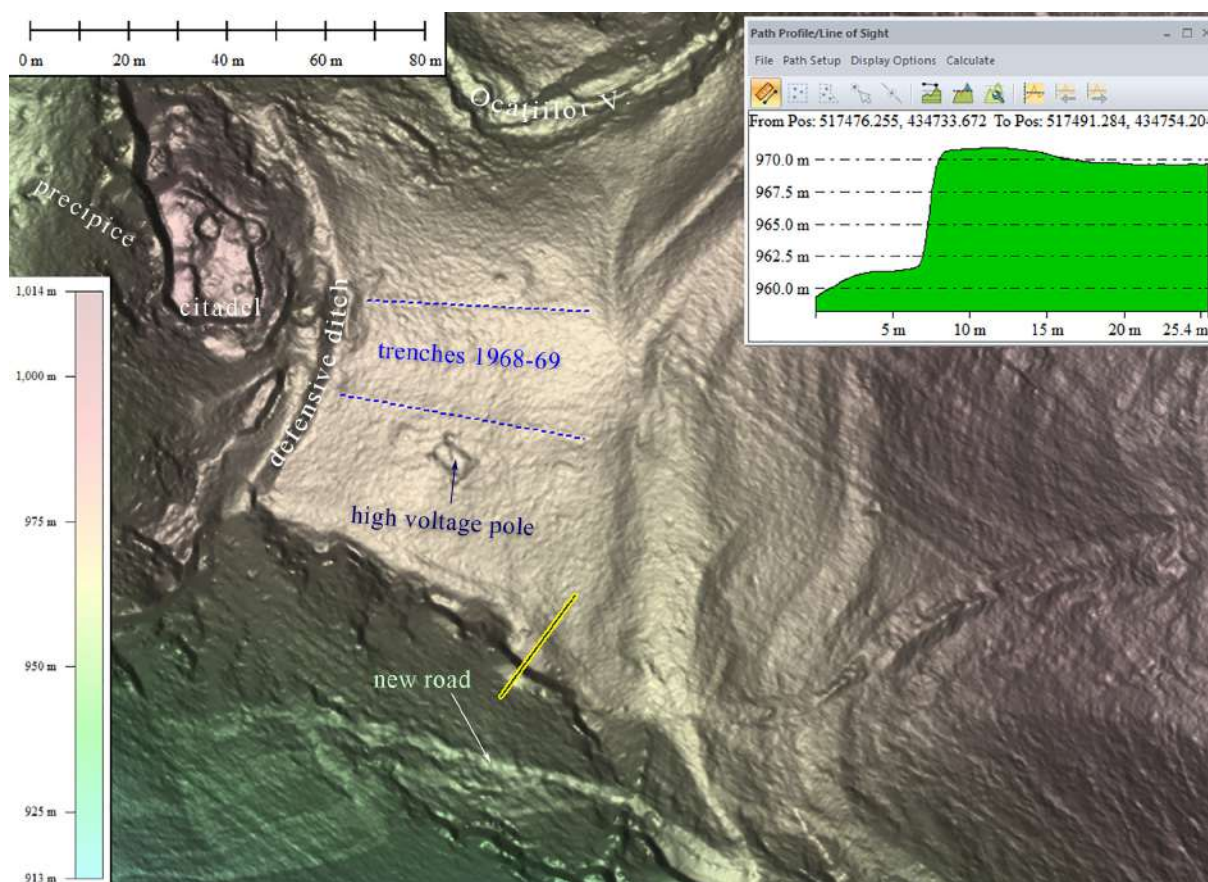 0 m 20 m 40 m 60 m 80 m
Path Profile/Line of Sight
File Path Setup Display Options Calculate
From Pos: 517476.255, 434733.672 To Pos: 517491.284, 434754.204
970.0 m
967.5 m
965.0 m
962.5 m
960.0 m
5 m 10 m 15 m 20 m 25.4 m
Ocațiilor V.
precipice
citadel
defensive ditch
trenches 1968-69
high voltage pole
new road
1,014 m
1,000 m
975 m
950 m
925 m
913 m